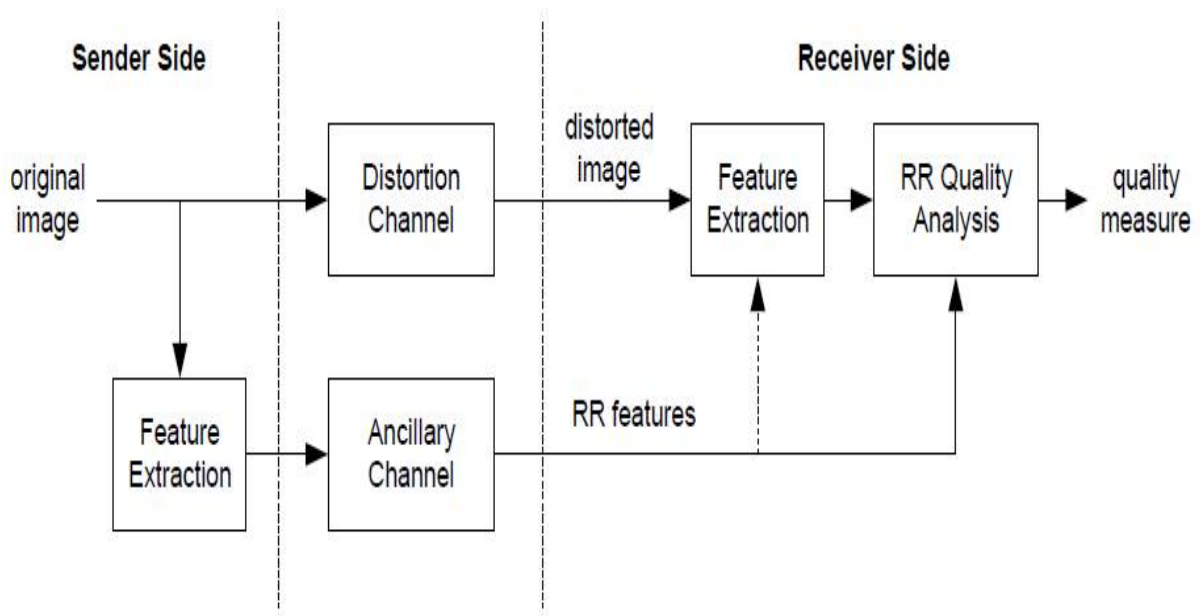 Sender Side
Receiver Side
original
image
Distortion
Channel
distorted
image
Feature
Extraction
RR Quality
Analysis
quality
measure
Feature
Extraction
Ancillary
Channel
RR features